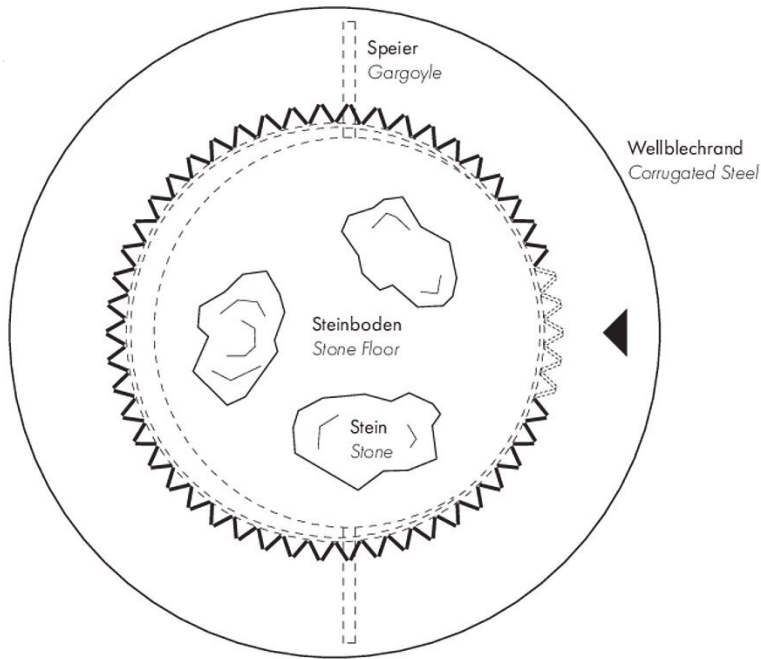 Speier
Gargoyle
Wellblechrand
Corrugated Steel
Steinboden
Stone Floor
Stein
Stone